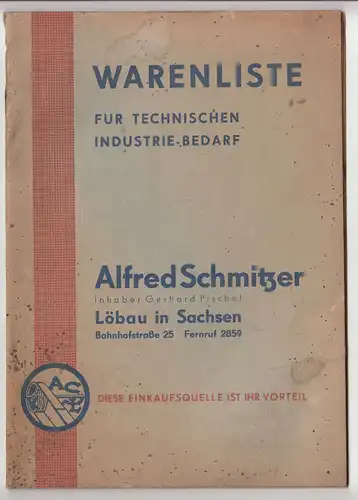 WARENLISTE
FÜR TECHNISCHEN
INDUSTRIE-BEDARF
Alfred Schmitzer
Inhaber Gerhard Pischel
Löbau in Sachsen
Bahnhofstraße 25 Fernruf 2859
DIESE EINKAUFSQUELLE IST IHR VORTEIL